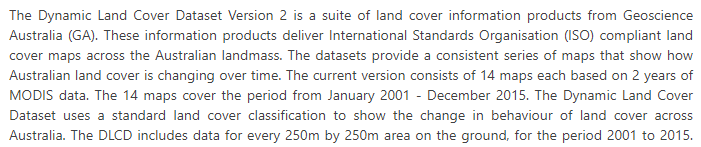 The Dynamic Land Cover Dataset Version 2 is a suite of land cover information products from Geoscience
Australia (GA). These information products deliver International Standards Organisation (ISO) compliant land
cover maps across the Australian landmass. The datasets provide a consistent series of maps that show how
Australian land cover is changing over time. The current version consists of 14 maps each based on 2 years of
MODIS data. The 14 maps cover the period from January 2001 - December 2015. The Dynamic Land Cover
Dataset uses a standard land cover classification to show the change in behaviour of land cover across
Australia. The DLCD includes data for every 250m by 250m area on the ground, for the period 2001 to 2015.